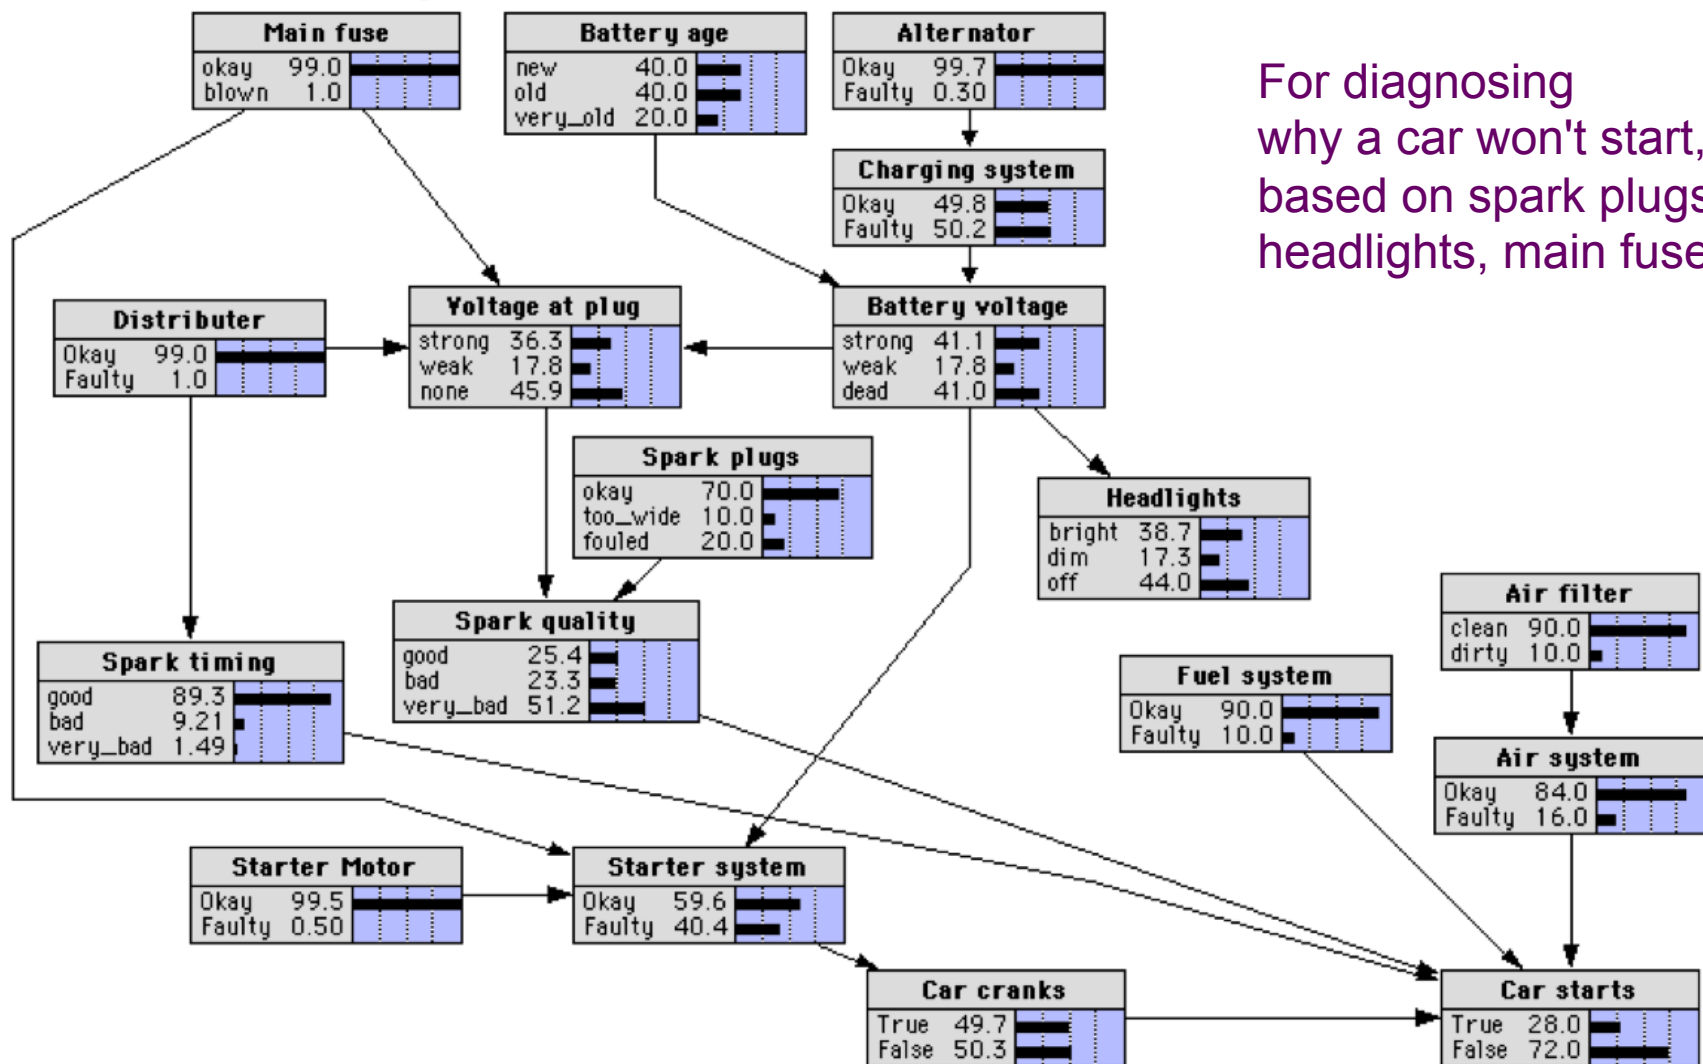 Main fuse
okay 99.0
blown 1.0
Battery age
new 40.0
old 40.0
very_old 20.0
Alternator
Okay 99.7
Faulty 0.30
For diagnosing
why a car won't start,
based on spark plugs
headlights, main fuse
Charging system
Okay 49.8
Faulty 50.2
Distributer
Okay 99.0
Faulty 1.0
Voltage at plug
strong 36.3
weak 17.8
none 45.9
Battery voltage
strong 41.1
weak 17.8
dead 41.0
Spark plugs
okay 70.0
too_wide 10.0
fouled 20.0
Headlights
bright 38.7
dim 17.3
off 44.0
Spark timing
good 89.3
bad 9.21
very_bad 1.49
Spark quality
good 25.4
bad 23.3
very_bad 51.2
Air filter
clean 90.0
dirty 10.0
Fuel system
Okay 90.0
Faulty 10.0
Air system
Okay 84.0
Faulty 16.0
Starter Motor
Okay 99.5
Faulty 0.50
Starter system
Okay 59.6
Faulty 40.4
Car cranks
True 49.7
False 50.3
Car starts
True 28.0
False 72.0